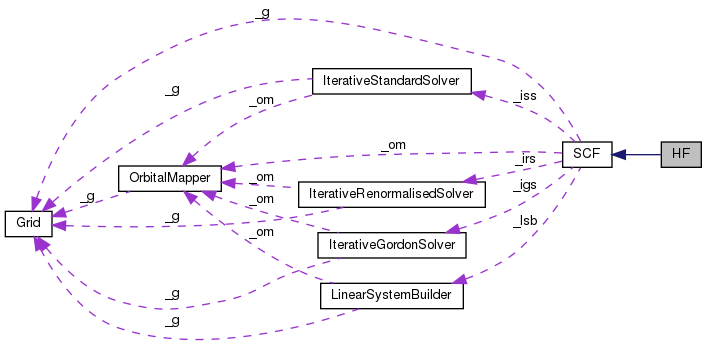 _g
IterativeStandardSolver
_g
_om
_iss
_om
SCF
HF
_irs
OrbitalMapper
_om
_igs
_g
IterativeRenormalisedSolver
_om
_g
_lsb
Grid
_om
IterativeGordonSolver
_g
LinearSystemBuilder
_g